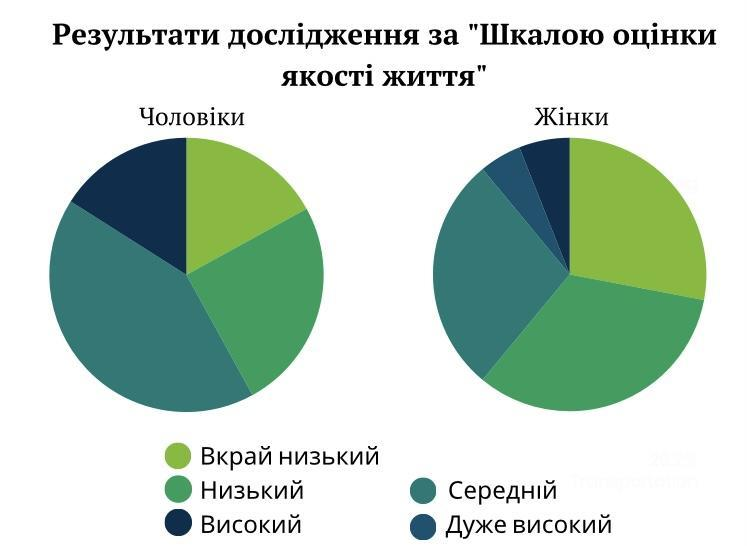 Результати дослідження за "Шкалою оцінки
якості життя"
Чоловіки
Жінки
Вкрай низький
Низький
Високий
Середній
Дуже високий